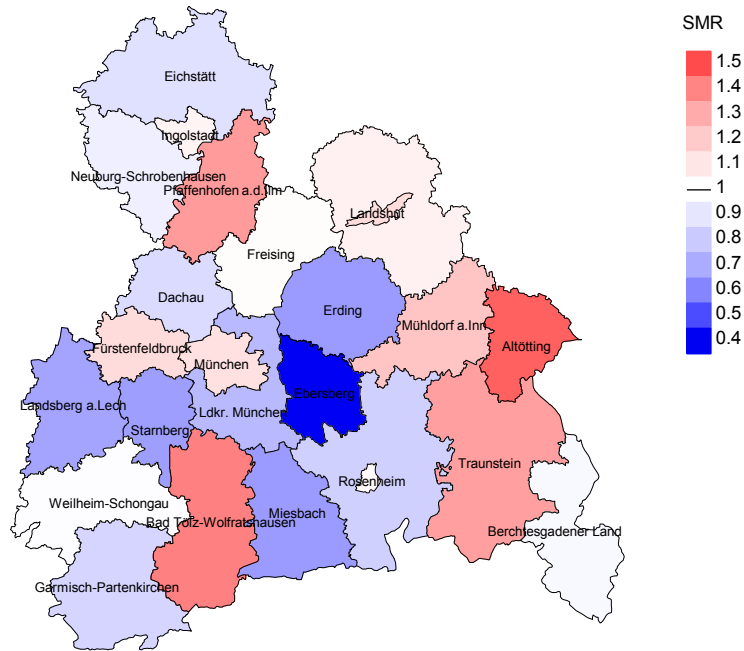 SMR
1.5
1.4
1.3
1.2
1.1
1
0.9
0.8
0.7
0.6
0.5
0.4
Eichstätt
Ingolstadt
Neuburg-Schrobenhausen
Pfaffenhofen a.d.Ilm
Landshut
Freising
Dachau
Erding
Mühldorf a.Inn
Altötting
Fürstenfeldbruck
München
Ebersberg
Landsberg a.Lech
Ldkr. München
Starnberg
Traunstein
Rosenheim
Weilheim-Schongau
Miesbach
Bad Tölz-Wolfratshausen
Berchtesgadener Land
Garmisch-Partenkirchen